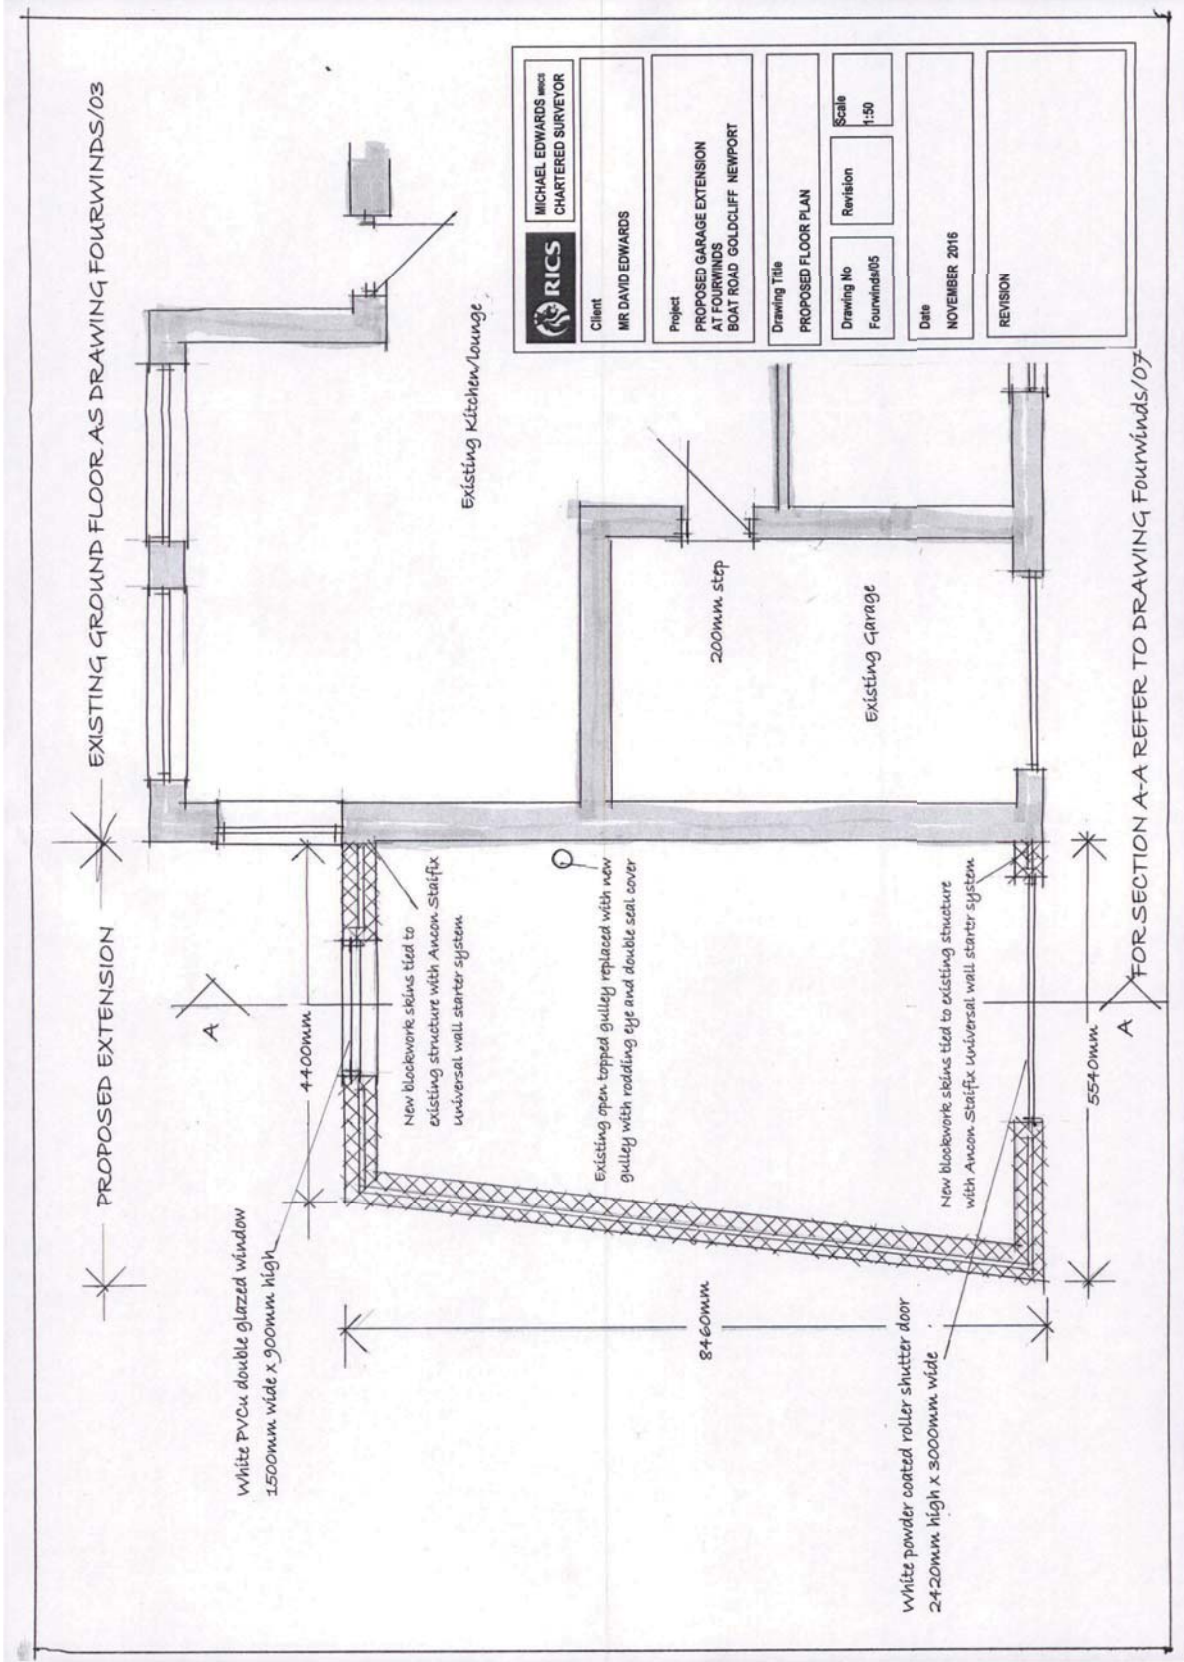 PROPOSED EXTENSION
EXISTING GROUND FLOOR AS DRAWING FOURWINDS/03
White PVCu double glazed window
1500mm wide x 900mm high
A
4400mm
New blockwork skins tied to
existing structure with Ancon Staifix
universal wall starter system
Existing Kitchen/lounge
Existing open topped gulley replaced with new
gulley with rodding eye and double seal cover
8460mm
200mm step
Existing Garage
White powder coated roller shutter door
2420mm high x 3000mm wide
New blockwork skins tied to existing structure
with Ancon Staifix universal wall starter system
5540mm
A
FOR SECTION A-A REFER TO DRAWING Fourwinds/07
RICS
MICHAEL EDWARDS MRICS
CHARTERED SURVEYOR
Client
MR DAVID EDWARDS
Project
PROPOSED GARAGE EXTENSION
AT FOURWINDS
BOAT ROAD GOLDCLIFF NEWPORT
Drawing Title
PROPOSED FLOOR PLAN
Drawing No
Fourwinds/05
Revision
Scale
1:50
Date
NOVEMBER 2016
REVISION